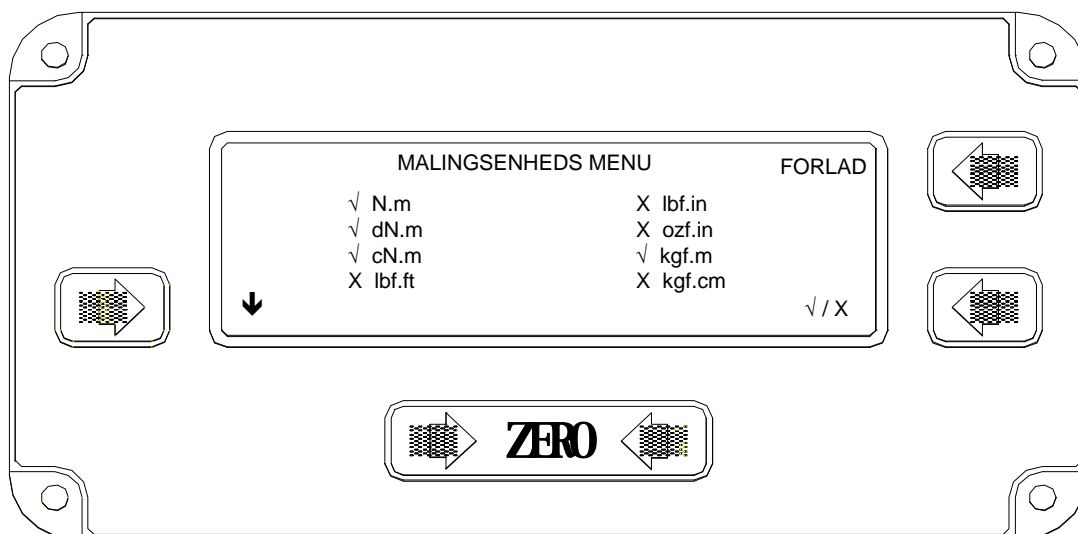 MALINGSENHEDS MENU
FORLAD
√ N.m X lbf.in
√ dN.m X ozf.in
√ cN.m √ kgf.m
X lbf.ft X kgf.cm
√ / X
ZERO